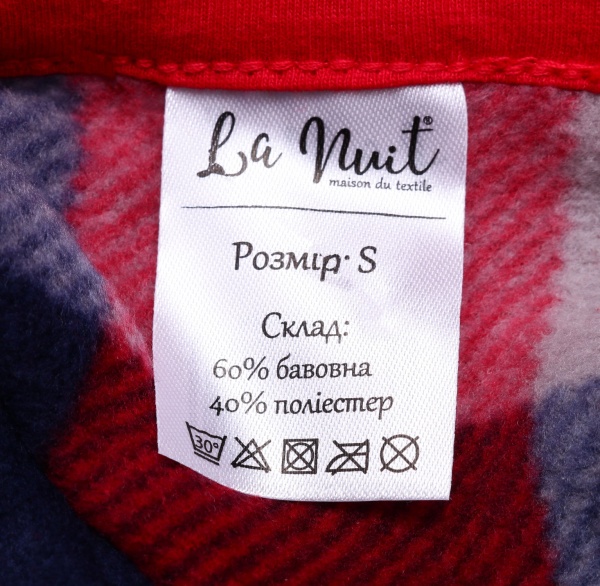 La Nuit®
maison du textile
Розмір: S
Склад:
60% бавовна
40% поліестер
30°